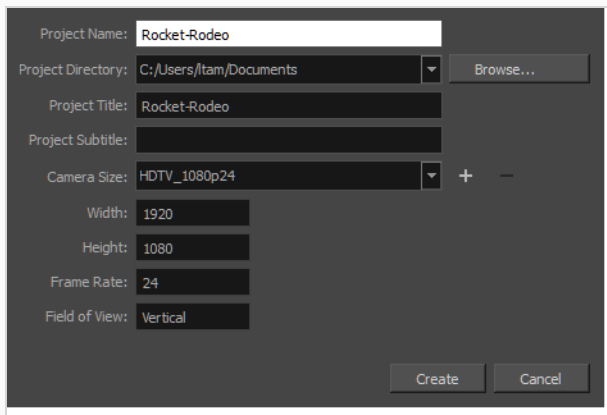 Project Name: Rocket-Rodeo
Project Directory: C:/Users/ltam/Documents Browse...
Project Title: Rocket-Rodeo
Project Subtitle:
Camera Size: HDTV_1080p24 + −
Width: 1920
Height: 1080
Frame Rate: 24
Field of View: Vertical
Create Cancel